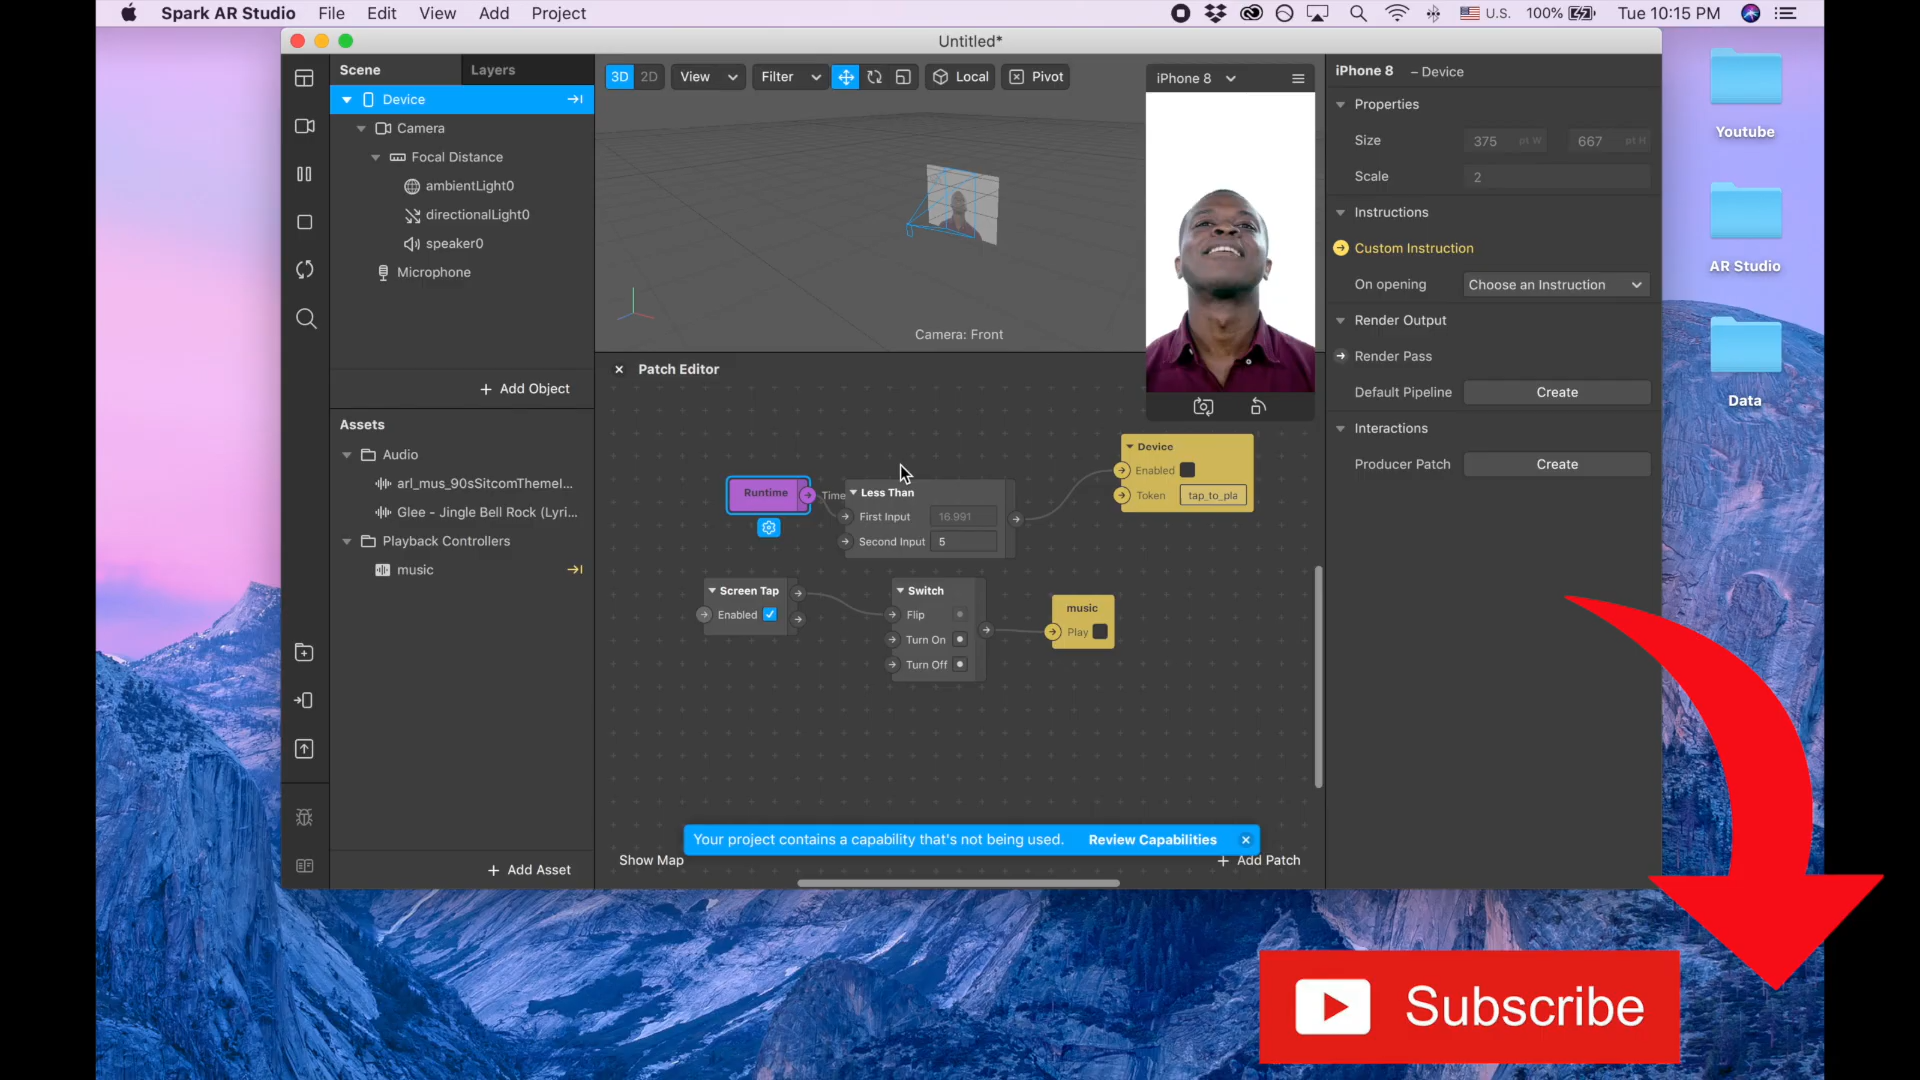 Spark AR Studio File Edit View Add Project
U.S. 100% Tue 10:15 PM
Untitled*
Scene Layers
Device
Camera
Focal Distance
ambientLight0
directionalLight0
speaker0
Microphone
+ Add Object
Assets
Audio
arl_mus_90sSitcomThemeI...
Glee - Jingle Bell Rock (Lyri...
Playback Controllers
music
+ Add Asset
3D 2D View Filter Local Pivot
Camera: Front
iPhone 8
Patch Editor
Runtime
Time
Less Than
First Input 16.991
Second Input 5
Device
Enabled
Token tap_to_pla
Screen Tap
Enabled
Switch
Flip
Turn On
Turn Off
music
Play
Your project contains a capability that's not being used. Review Capabilities
Show Map
+ Add Patch
iPhone 8 – Device
Properties
Size 375 pt W 667 pt H
Scale 2
Instructions
Custom Instruction
On opening Choose an Instruction
Render Output
Render Pass
Default Pipeline Create
Interactions
Producer Patch Create
Youtube
AR Studio
Data
Subscribe